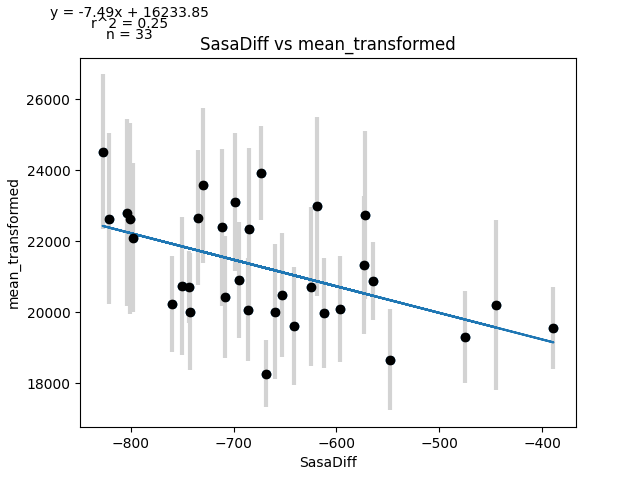 y = -7.49x + 16233.85
r^2 = 0.25
n = 33
SasaDiff vs mean_transformed
mean_transformed
26000
24000
22000
20000
18000
−800
−700
−600
−500
−400
SasaDiff